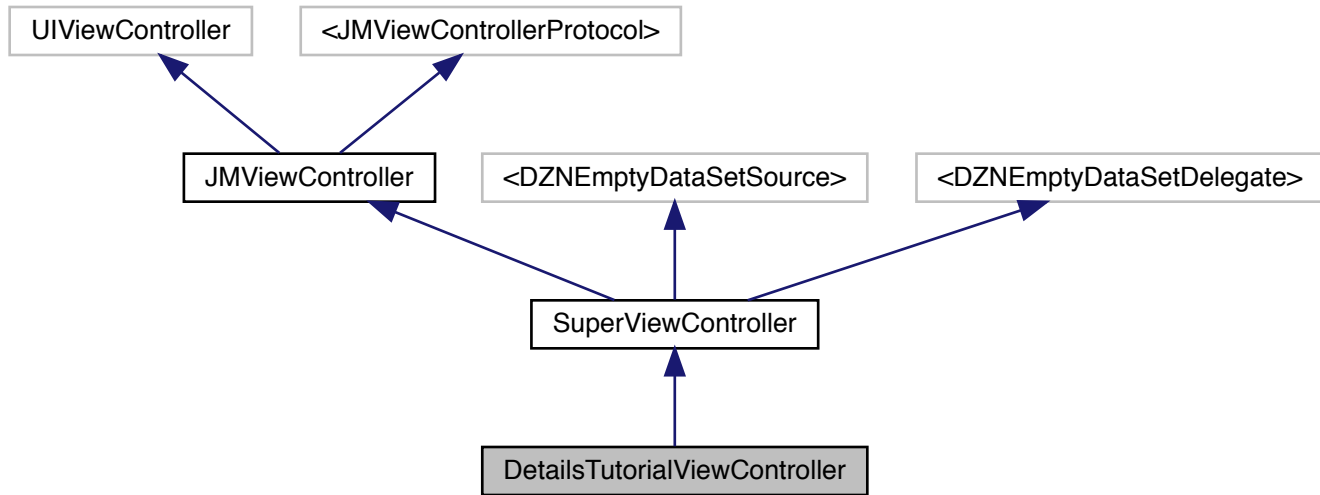 UIViewController
<JMViewControllerProtocol>
JMViewController
<DZNEmptyDataSetSource>
<DZNEmptyDataSetDelegate>
SuperViewController
DetailsTutorialViewController